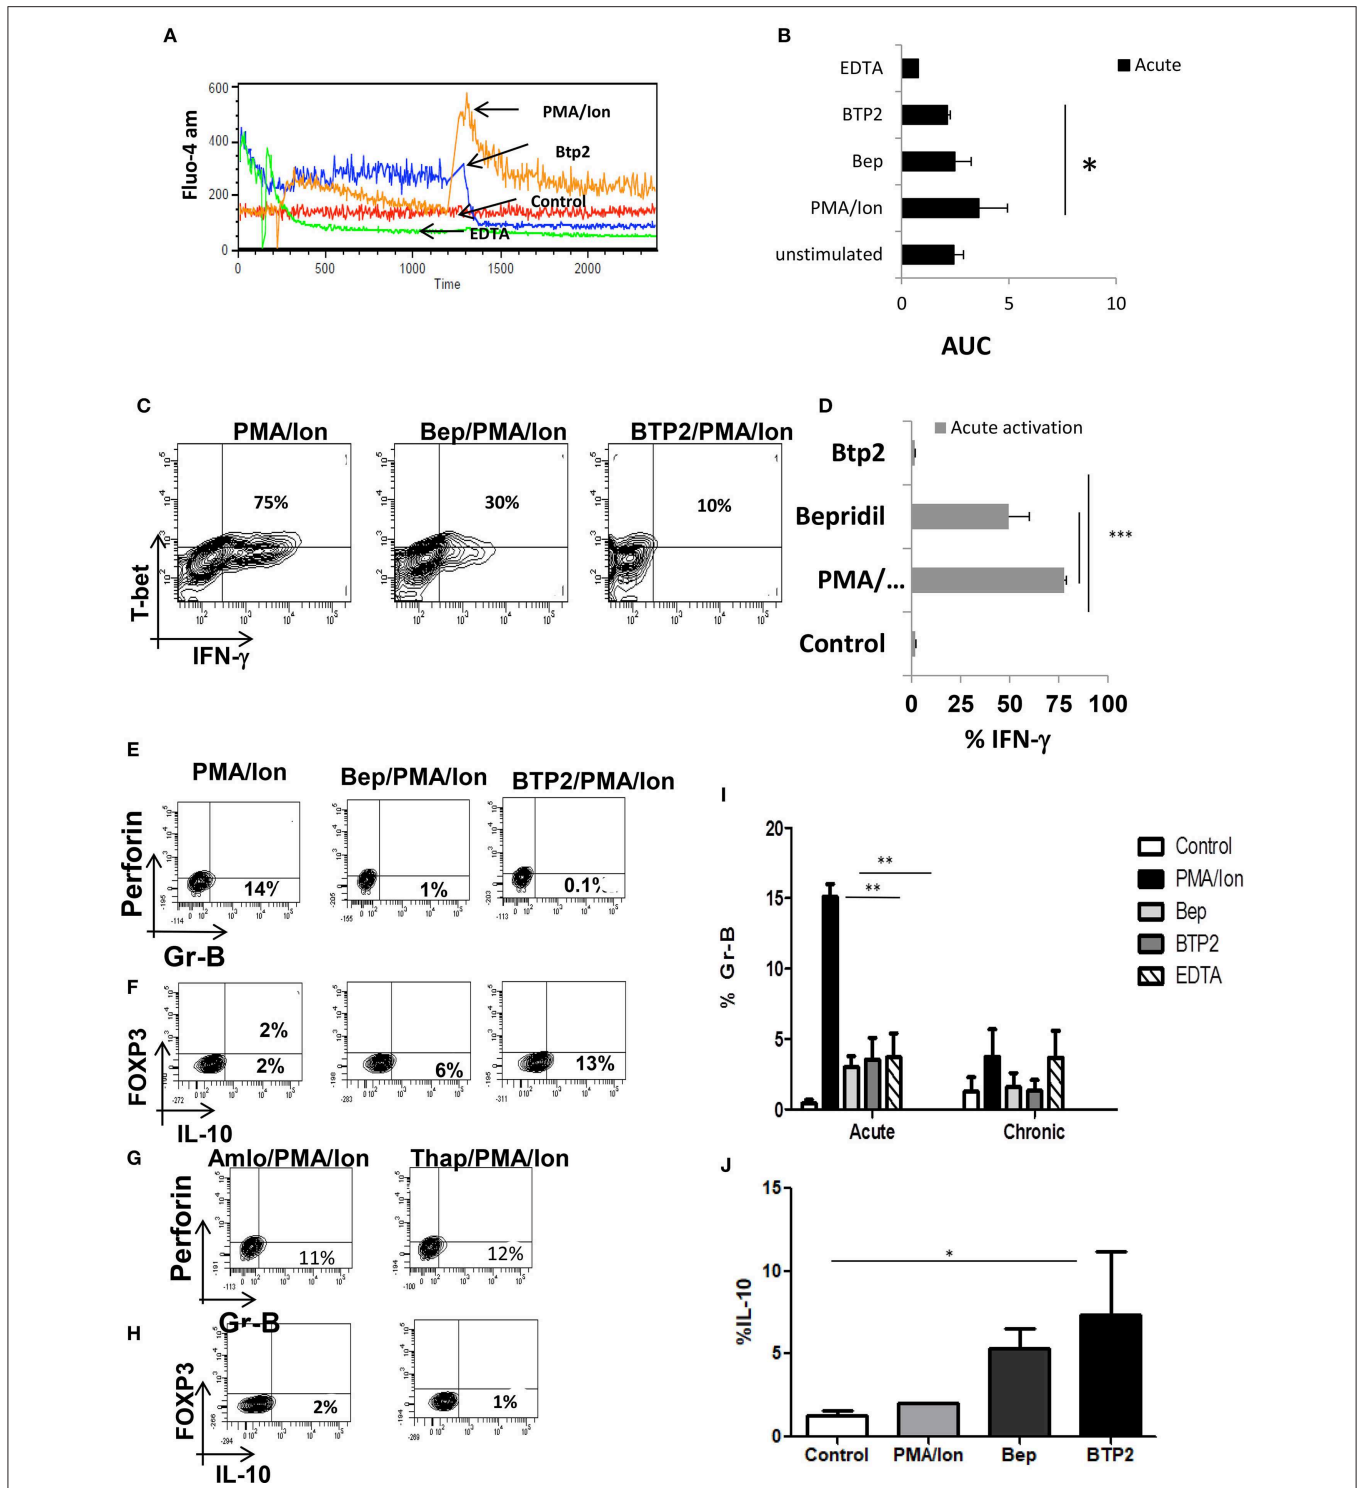 A
Fluo-4 am
600
400
200
0
PMA/Ion
Btp2
Control
EDTA
0 500 1000 1500 2000
Time
B
Acute
EDTA
BTP2
Bep
PMA/Ion
unstimulated
*
0 5 10
AUC
C
PMA/Ion Bep/PMA/Ion BTP2/PMA/Ion
75% 30% 10%
T-bet
IFN-γ
D
Acute activation
Btp2
Bepridil
PMA/...
Control
***
0 25 50 75 100
% IFN-γ
E
PMA/Ion Bep/PMA/Ion BTP2/PMA/Ion
Perforin
14% 1% 0.1%
Gr-B
F
FOXP3
2%
2% 6% 13%
IL-10
G
Amlo/PMA/Ion Thap/PMA/Ion
Perforin
11% 12%
Gr-B
H
FOXP3
2% 1%
IL-10
I
20
15
10
5
0
% Gr-B
**
**
Acute Chronic
Control
PMA/Ion
Bep
BTP2
EDTA
J
15
10
5
0
%IL-10
*
Control PMA/Ion Bep BTP2